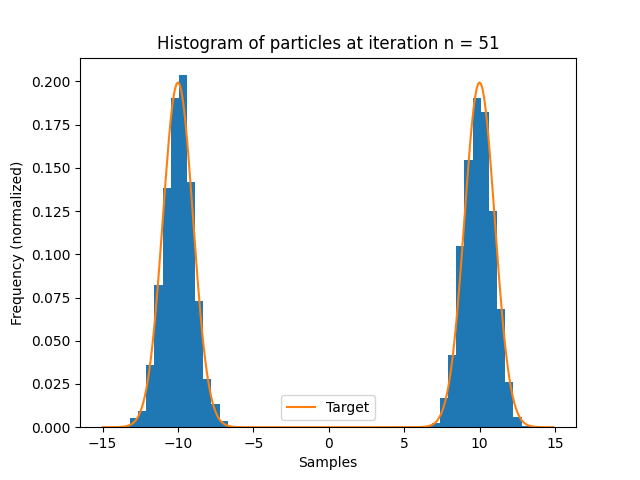 Histogram of particles at iteration n = 51
Frequency (normalized)
0.200
0.175
0.150
0.125
0.100
0.075
0.050
0.025
0.000
Target
−15 −10 −5 0 5 10 15
Samples